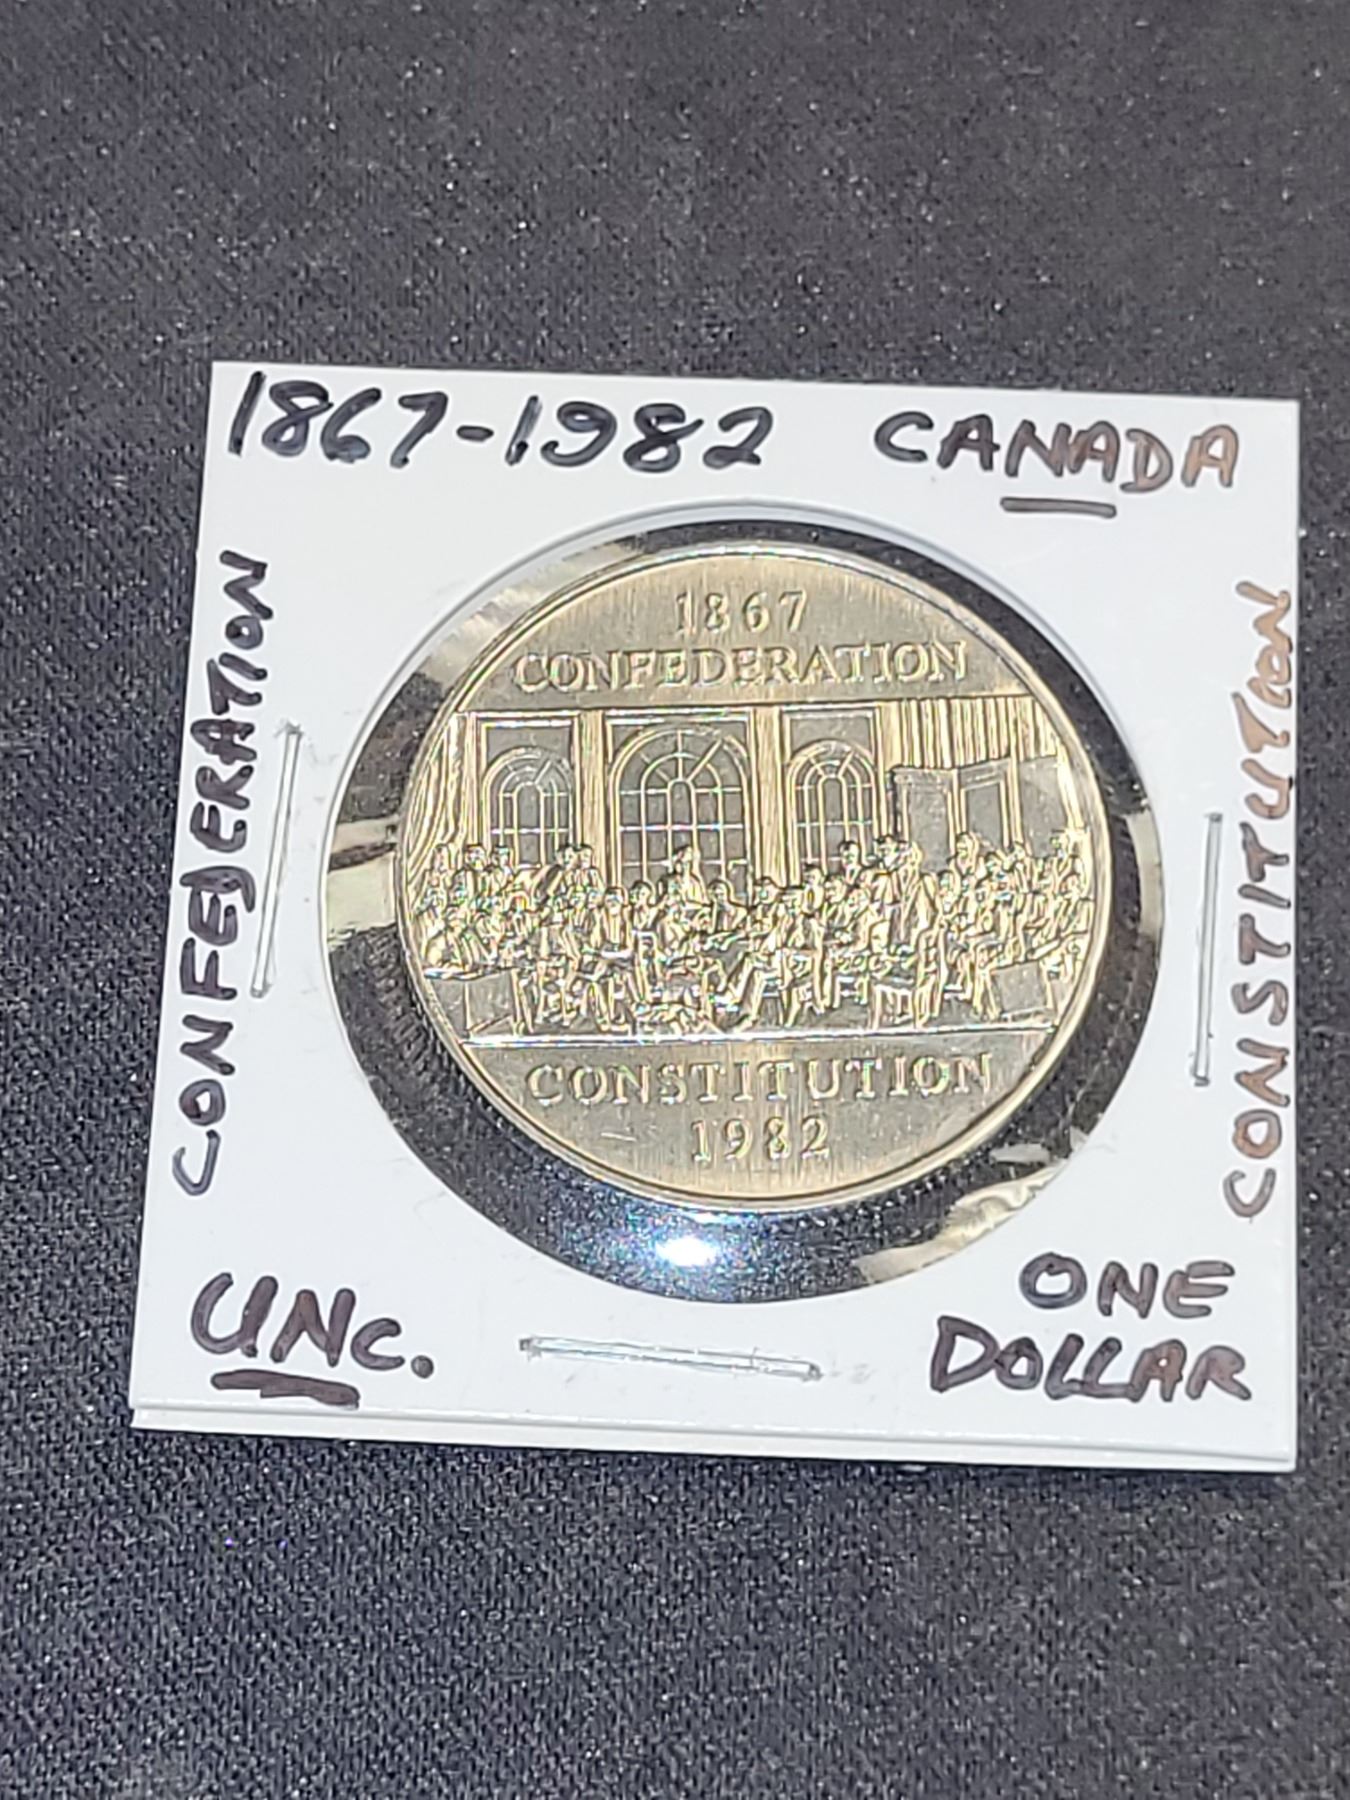 1867-1982 CANADA
CONFEDERATION
1867
CONFEDERATION
CONSTITUTION
1982
CONSTITUTION
UNC.
ONE
DOLLAR